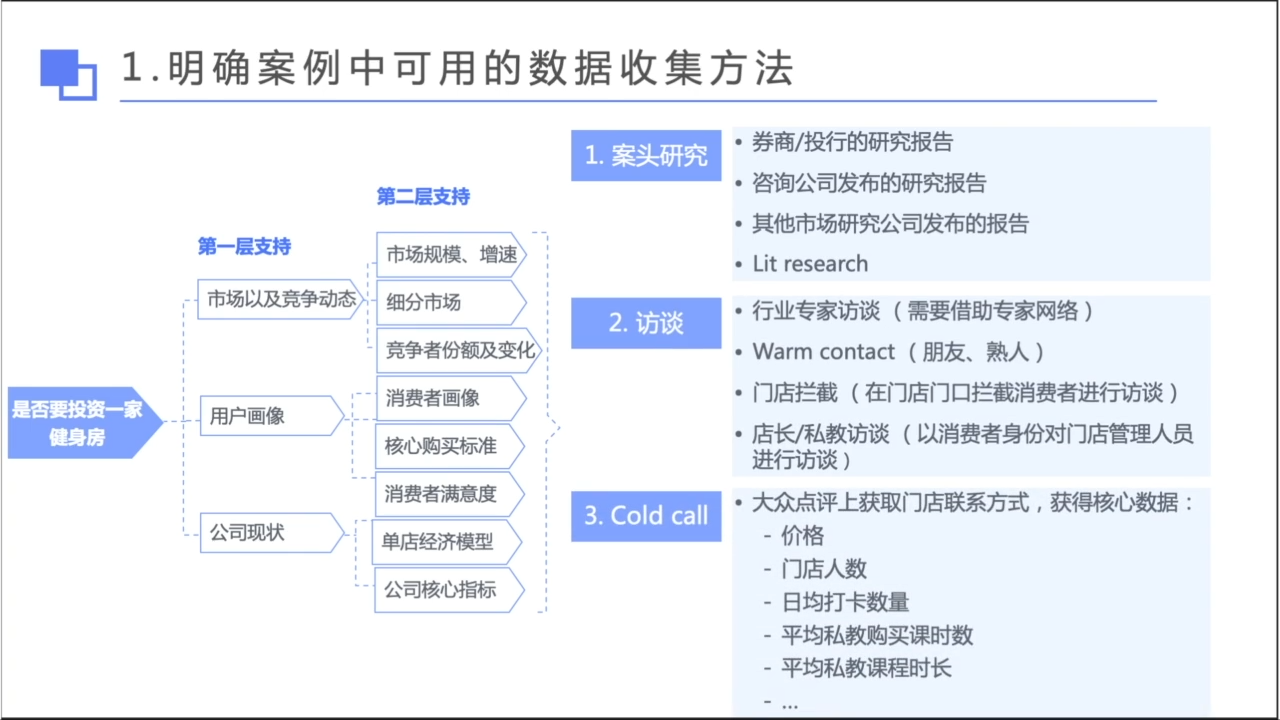 1.明确案例中可用的数据收集方法
是否要投资一家
健身房
第一层支持
市场以及竞争动态
用户画像
公司现状
第二层支持
市场规模、增速
细分市场
竞争者份额及变化
消费者画像
核心购买标准
消费者满意度
单店经济模型
公司核心指标
1. 案头研究
• 券商/投行的研究报告
• 咨询公司发布的研究报告
• 其他市场研究公司发布的报告
• Lit research
2. 访谈
• 行业专家访谈（需要借助专家网络）
• Warm contact（朋友、熟人）
• 门店拦截（在门店门口拦截消费者进行访谈）
• 店长/私教访谈（以消费者身份对门店管理人员
进行访谈）
3. Cold call
• 大众点评上获取门店联系方式，获得核心数据：
- 价格
- 门店人数
- 日均打卡数量
- 平均私教购买课时数
- 平均私教课程时长
- ...